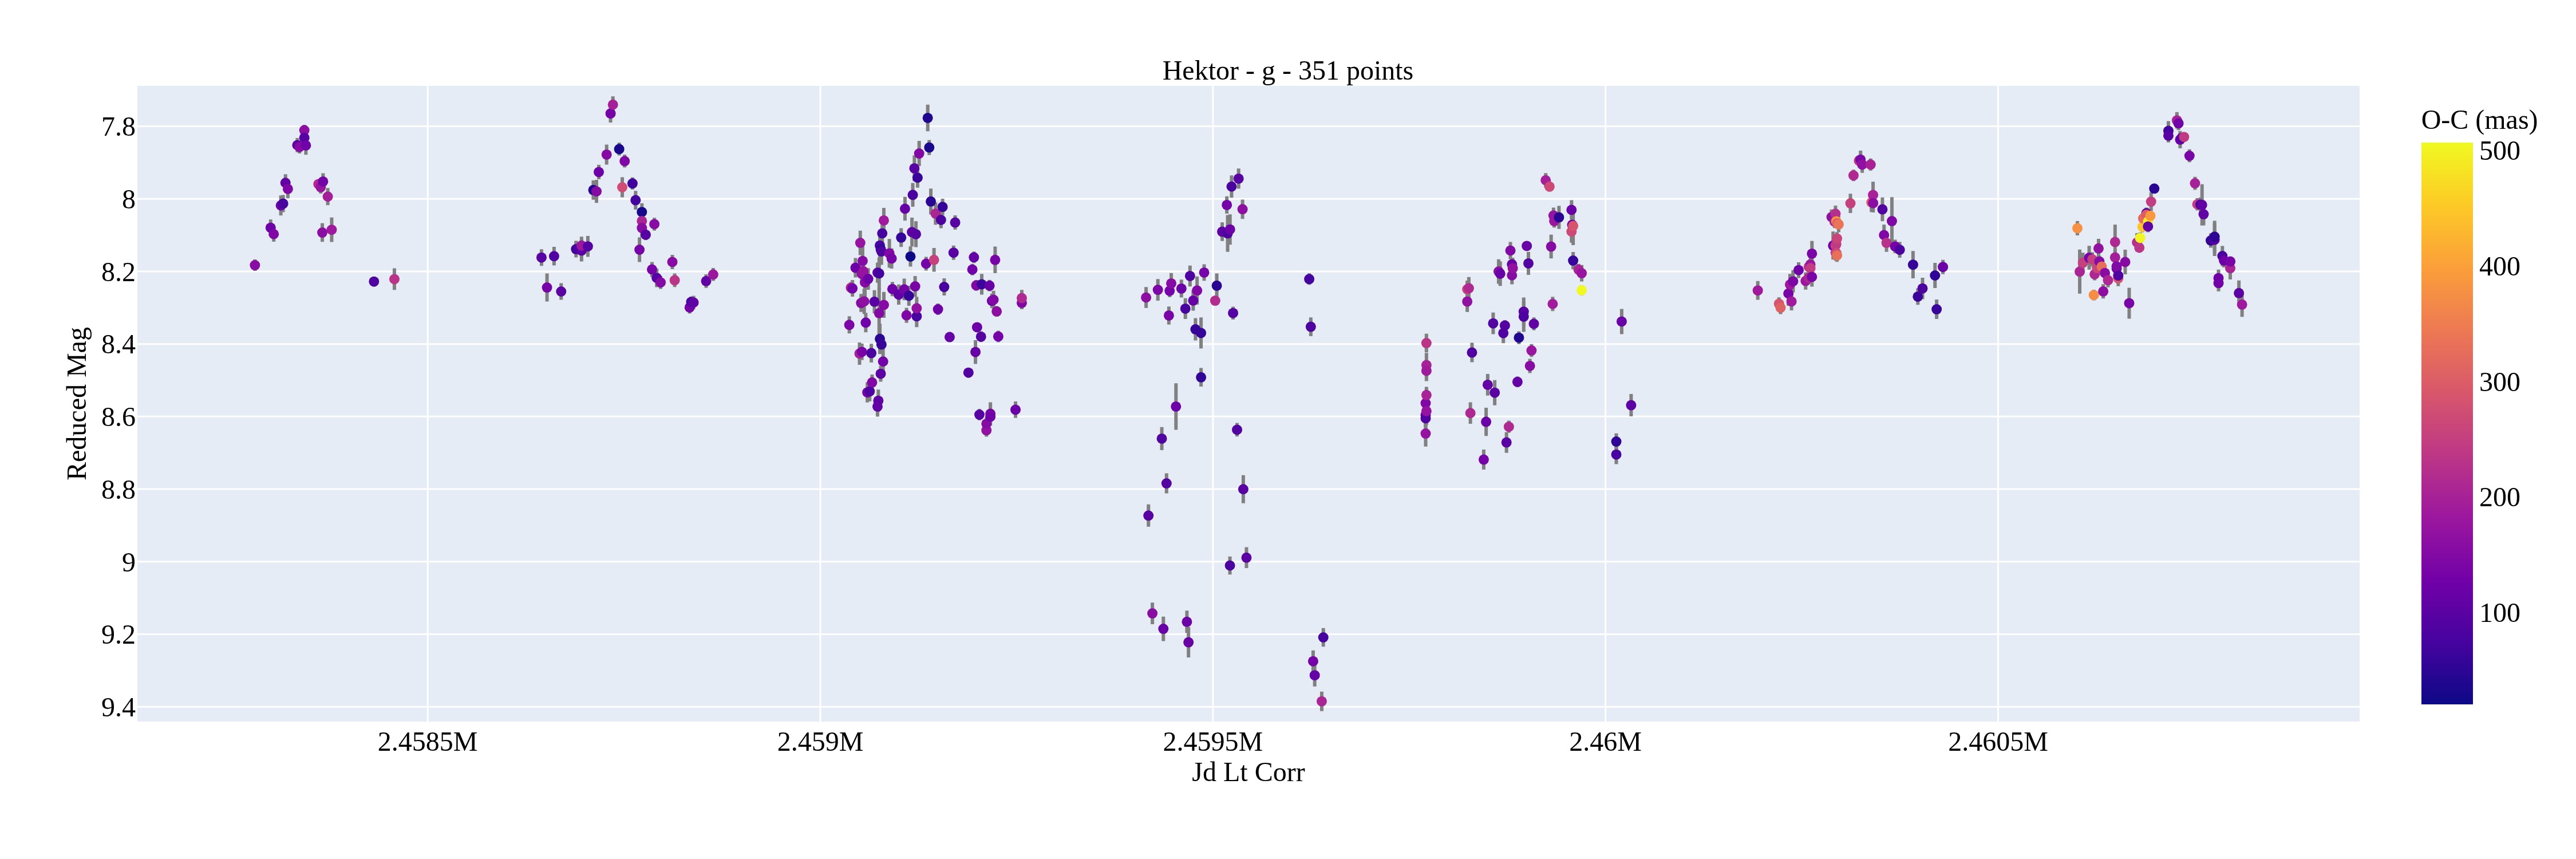 Hektor - g - 351 points
O-C (mas)
7.8
8
8.2
8.4
8.6
8.8
9
9.2
9.4
Reduced Mag
500
400
300
200
100
2.4585M 2.459M 2.4595M 2.46M 2.4605M
Jd Lt Corr